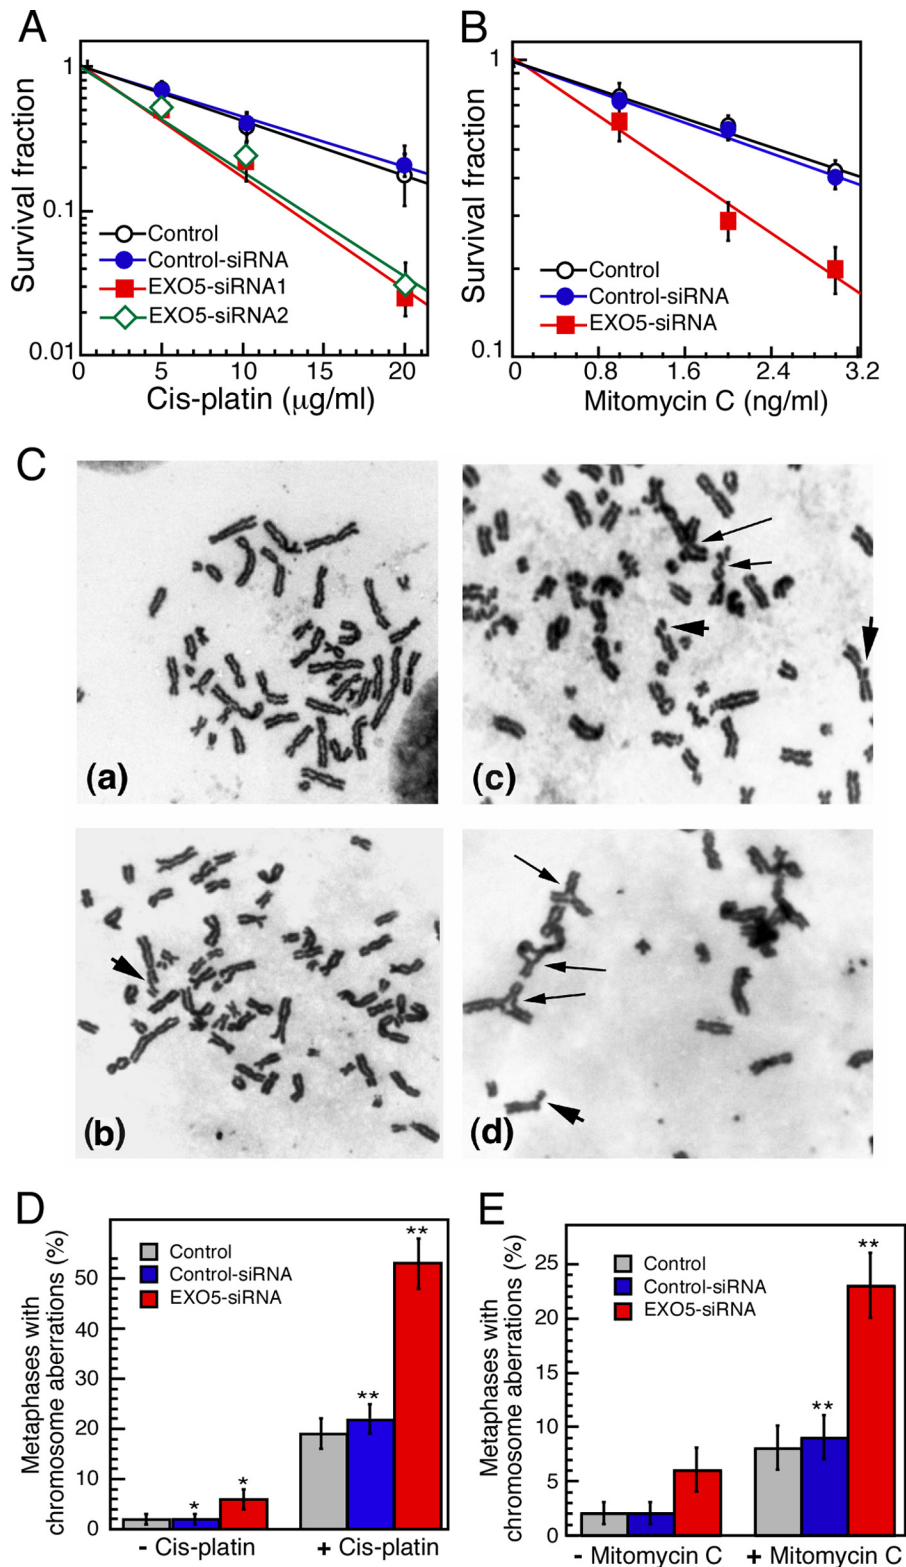 A
Survival fraction
1
0.1
0.01
Control
Control-siRNA
EXO5-siRNA1
EXO5-siRNA2
0 5 10 15 20
Cis-platin (μg/ml)
B
Survival fraction
1
0.1
Control
Control-siRNA
EXO5-siRNA
0 0.8 1.6 2.4 3.2
Mitomycin C (ng/ml)
C
(a)
(c)
(b)
(d)
D
Metaphases with
chromosome aberrations (%)
50
40
30
20
10
0
Control
Control-siRNA
EXO5-siRNA
* * ** **
- Cis-platin + Cis-platin
E
Metaphases with
chromosome aberrations (%)
25
20
15
10
5
0
Control
Control-siRNA
EXO5-siRNA
** **
- Mitomycin C + Mitomycin C